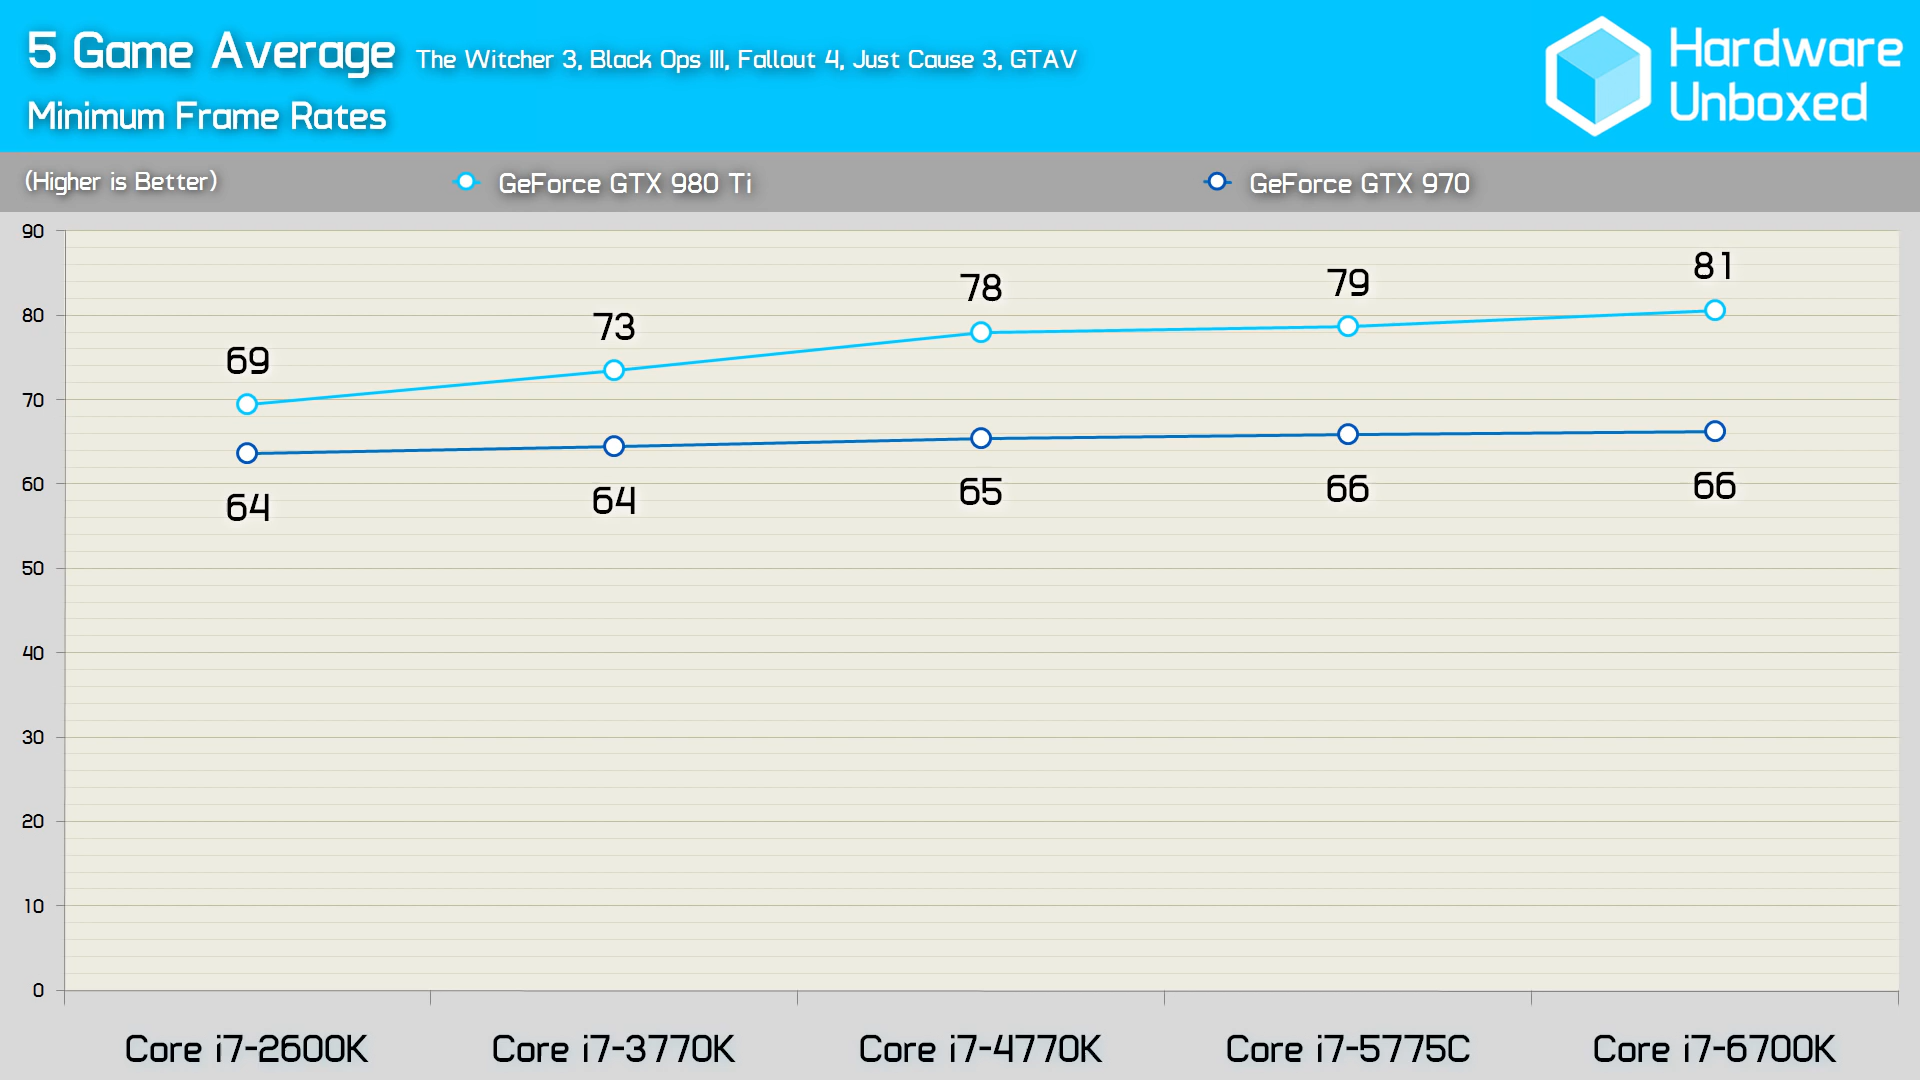 5 Game Average The Witcher 3, Black Ops III, Fallout 4, Just Cause 3, GTAV
Minimum Frame Rates
Hardware
Unboxed
(Higher is Better)
GeForce GTX 980 Ti
GeForce GTX 970
90
80
70
60
50
40
30
20
10
0
69
73
78
79
81
64
64
65
66
66
Core i7-2600K
Core i7-3770K
Core i7-4770K
Core i7-5775C
Core i7-6700K